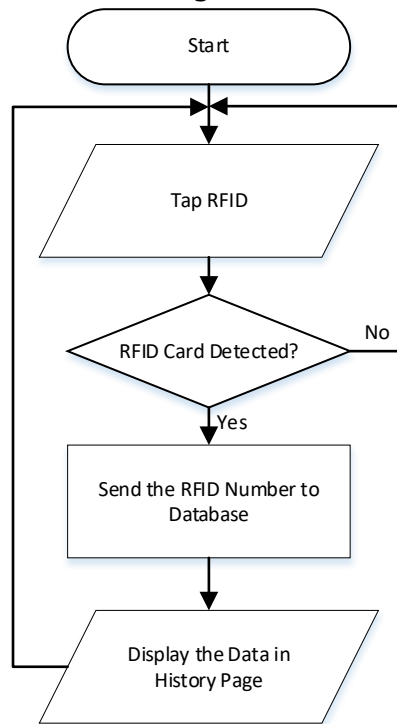 Start
Tap RFID
RFID Card Detected?
No
Yes
Send the RFID Number to
Database
Display the Data in
History Page